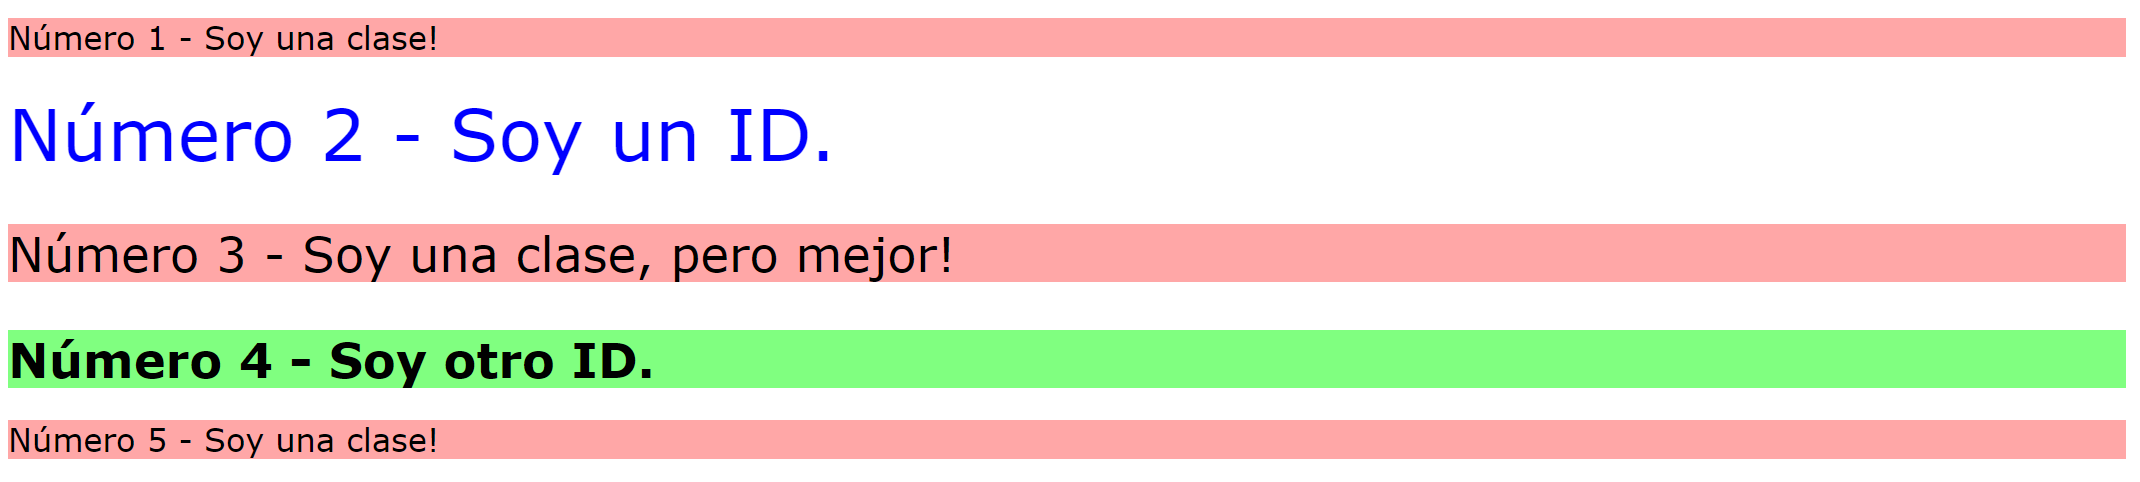 Número 1 - Soy una clase!
Número 2 - Soy un ID.
Número 3 - Soy una clase, pero mejor!
Número 4 - Soy otro ID.
Número 5 - Soy una clase!